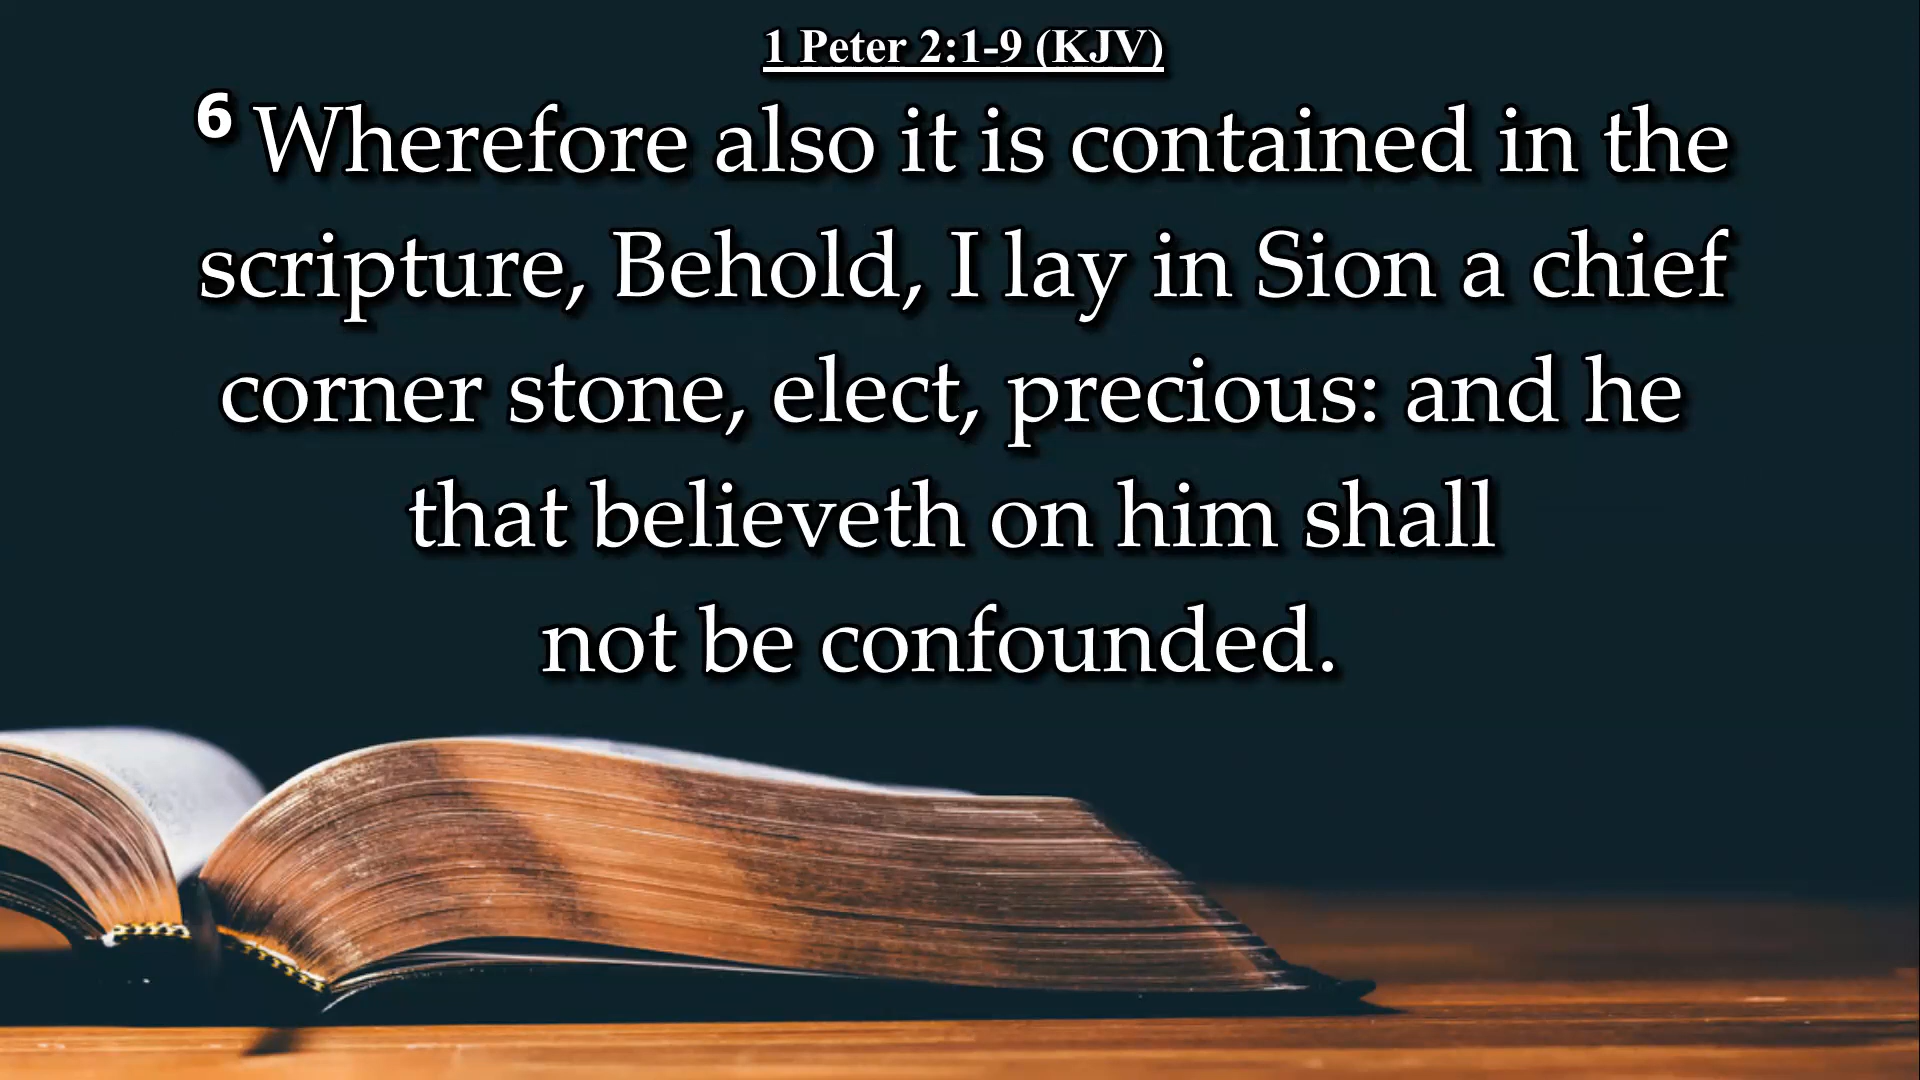 1 Peter 2:1-9 (KJV)
6 Wherefore also it is contained in the
scripture, Behold, I lay in Sion a chief
corner stone, elect, precious: and he
that believeth on him shall
not be confounded.